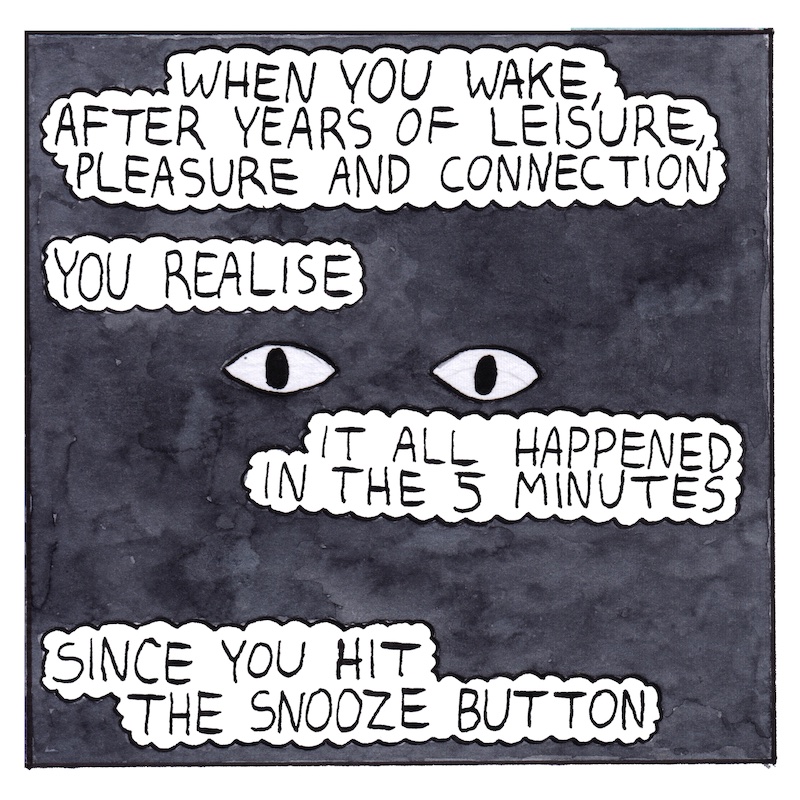 WHEN YOU WAKE,
AFTER YEARS OF LEISURE,
PLEASURE AND CONNECTION
YOU REALISE
IT ALL HAPPENED
IN THE 5 MINUTES
SINCE YOU HIT
THE SNOOZE BUTTON